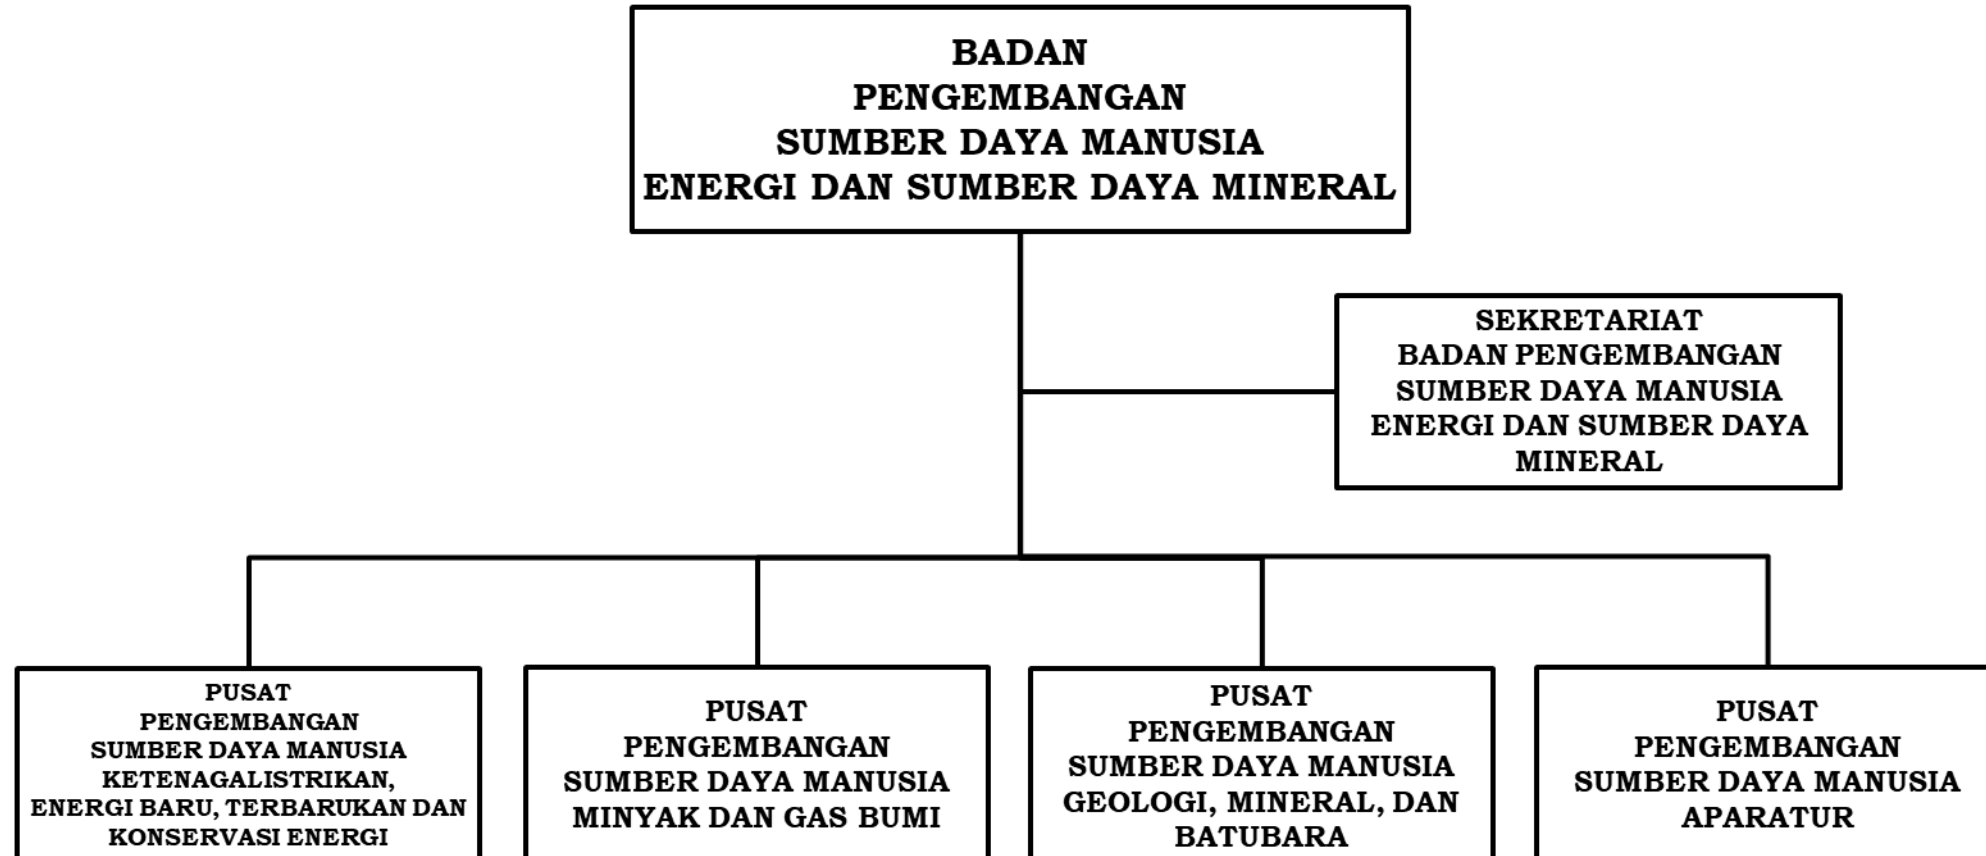 BADAN
PENGEMBANGAN
SUMBER DAYA MANUSIA
ENERGI DAN SUMBER DAYA MINERAL
SEKRETARIAT
BADAN PENGEMBANGAN
SUMBER DAYA MANUSIA
ENERGI DAN SUMBER DAYA
MINERAL
PUSAT
PENGEMBANGAN
SUMBER DAYA MANUSIA
KETENAGALISTRIKAN,
ENERGI BARU, TERBARUKAN DAN
KONSERVASI ENERGI
PUSAT
PENGEMBANGAN
SUMBER DAYA MANUSIA
MINYAK DAN GAS BUMI
PUSAT
PENGEMBANGAN
SUMBER DAYA MANUSIA
GEOLOGI, MINERAL, DAN
BATUBARA
PUSAT
PENGEMBANGAN
SUMBER DAYA MANUSIA
APARATUR